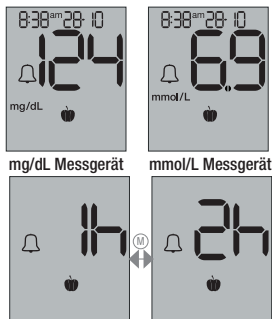 8:38am 28-10 8:38am 28-10
124 6.9
mg/dL mmol/L
mg/dL Messgerät mmol/L Messgerät
1h M 2h